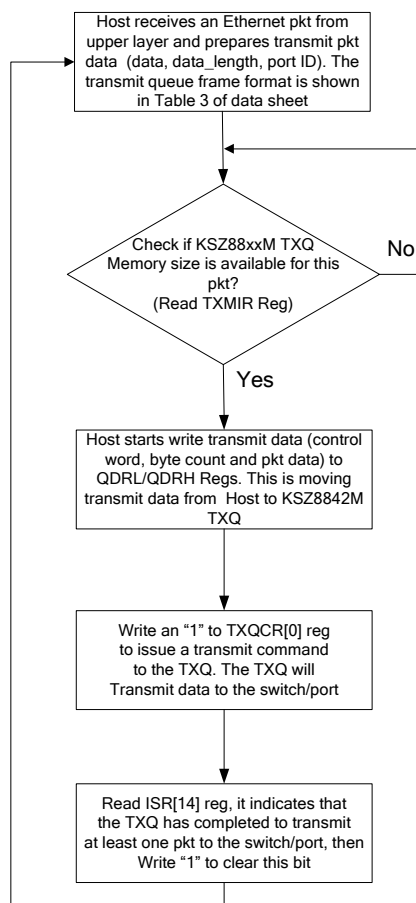 Host receives an Ethernet pkt from
upper layer and prepares transmit pkt
data (data, data_length, port ID). The
transmit queue frame format is shown
in Table 3 of data sheet
Check if KSZ88xxM TXQ
Memory size is available for this
pkt?
(Read TXMIR Reg)
No
Yes
Host starts write transmit data (control
word, byte count and pkt data) to
QDRL/QDRH Regs. This is moving
transmit data from Host to KSZ8842M
TXQ
Write an “1” to TXQCR[0] reg
to issue a transmit command
to the TXQ. The TXQ will
Transmit data to the switch/port
Read ISR[14] reg, it indicates that
the TXQ has completed to transmit
at least one pkt to the switch/port, then
Write “1” to clear this bit